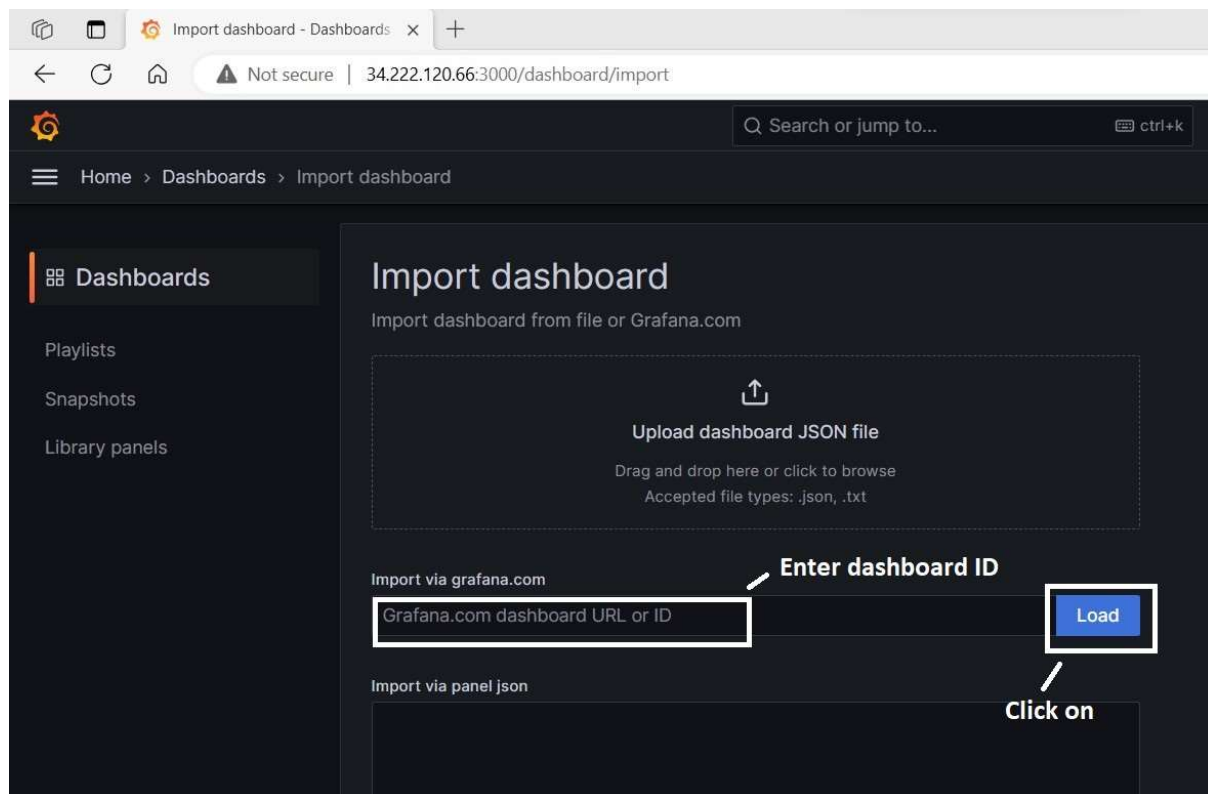 Import dashboard - Dashboards
Not secure | 34.222.120.66:3000/dashboard/import
Search or jump to... ctrl+k
Home > Dashboards > Import dashboard
Dashboards
Playlists
Snapshots
Library panels
Import dashboard
Import dashboard from file or Grafana.com
Upload dashboard JSON file
Drag and drop here or click to browse
Accepted file types: .json, .txt
Enter dashboard ID
Import via grafana.com
Grafana.com dashboard URL or ID
Load
Click on
Import via panel json